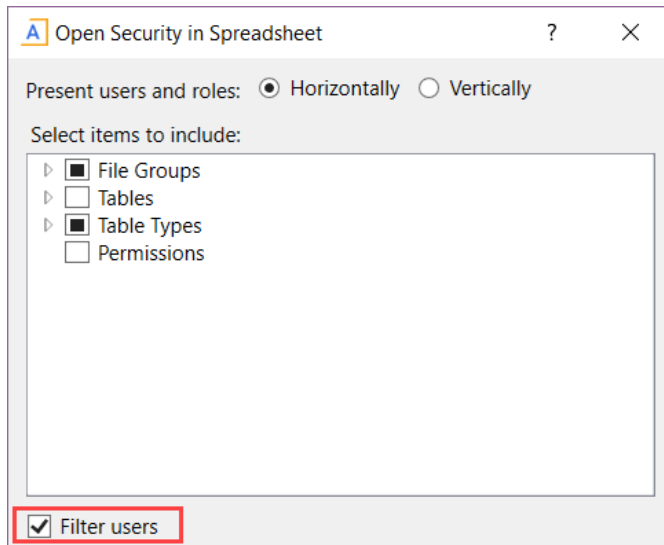 A Open Security in Spreadsheet ?
Present users and roles: Horizontally Vertically
Select items to include:
File Groups
Tables
Table Types
Permissions
Filter users